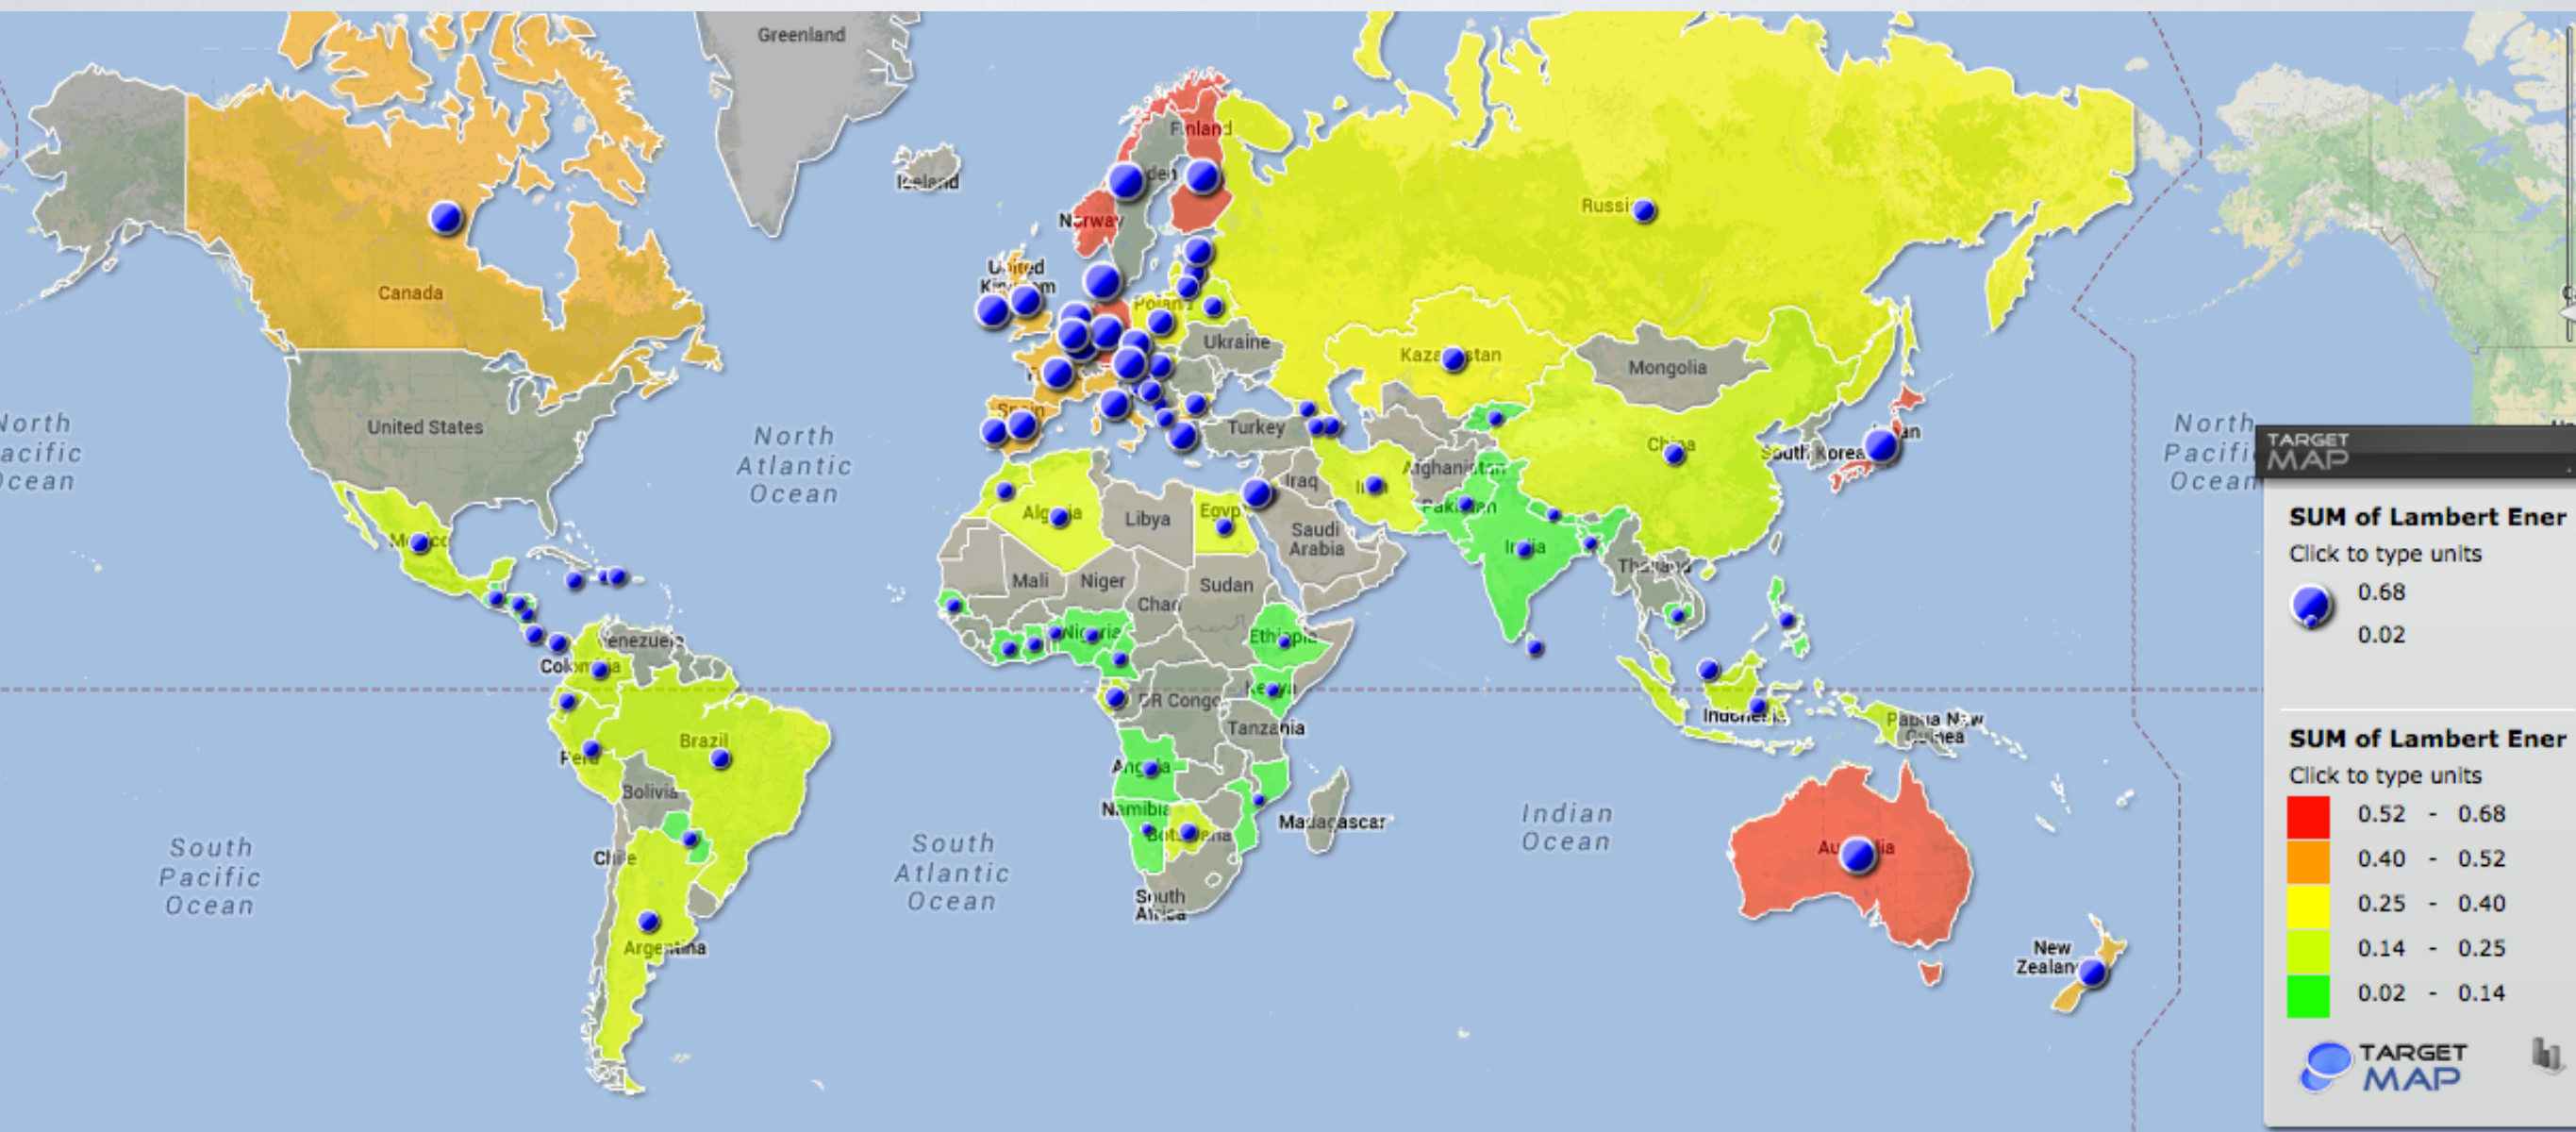 Greenland
Iceland
Finland
Norway
United
Kingdom
Russia
Canada
Poland
Ukraine
Kazakhstan
Mongolia
United States
Spain
Turkey
China
South Korea
Afghanistan
Iraq
Pakistan
North
Atlantic
Ocean
North
Pacific
Ocean
Algeria
Libya
Egypt
Saudi
Arabia
India
Mexico
Mali
Niger
Chad
Sudan
Thailand
Nigeria
Ethiopia
Venezuela
Colombia
DR Congo
Kenya
Tanzania
Indonesia
Papua New
Guinea
Peru
Brazil
Bolivia
Angola
Namibia
Botswana
Madagascar
Chile
South
Africa
Argentina
South
Pacific
Ocean
South
Atlantic
Ocean
Indian
Ocean
Australia
New
Zealand
TARGET
MAP
SUM of Lambert Ener
Click to type units
0.68
0.02
SUM of Lambert Ener
Click to type units
0.52 - 0.68
0.40 - 0.52
0.25 - 0.40
0.14 - 0.25
0.02 - 0.14
TARGET
MAP